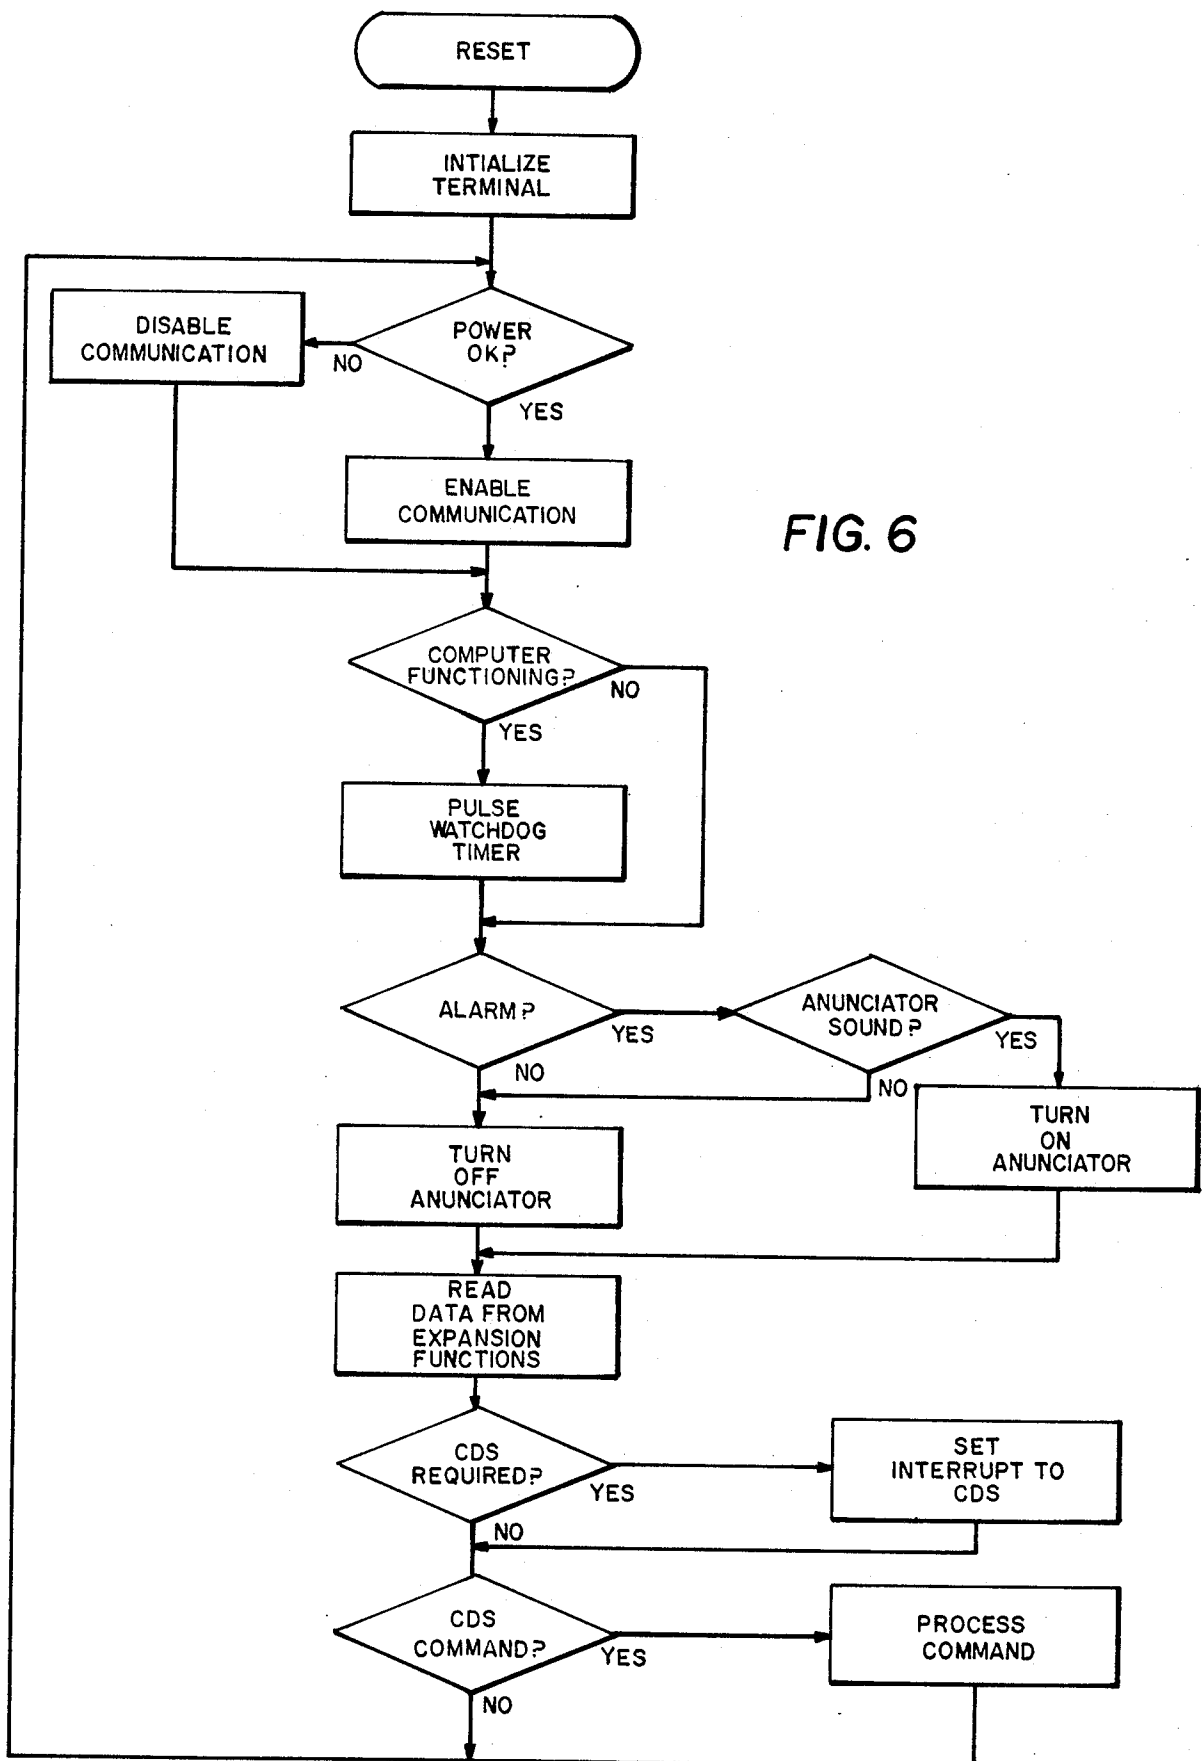 RESET
INTIALIZE
TERMINAL
DISABLE
COMMUNICATION
POWER
OK?
NO
YES
ENABLE
COMMUNICATION
FIG. 6
COMPUTER
FUNCTIONING?
NO
YES
PULSE
WATCHDOG
TIMER
ALARM?
YES
NO
ANUNCIATOR
SOUND?
YES
NO
TURN
ON
ANUNCIATOR
TURN
OFF
ANUNCIATOR
READ
DATA FROM
EXPANSION
FUNCTIONS
CDS
REQUIRED?
YES
NO
SET
INTERRUPT TO
CDS
CDS
COMMAND?
YES
NO
PROCESS
COMMAND